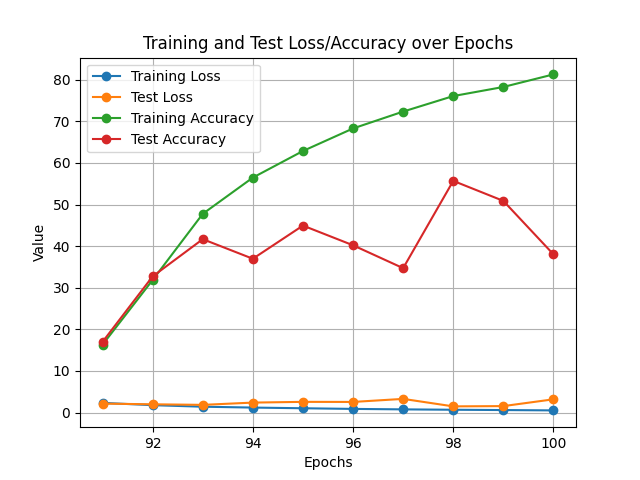 Training and Test Loss/Accuracy over Epochs
Training Loss
Test Loss
Training Accuracy
Test Accuracy
Value
80
70
60
50
40
30
20
10
0
92
94
96
98
100
Epochs